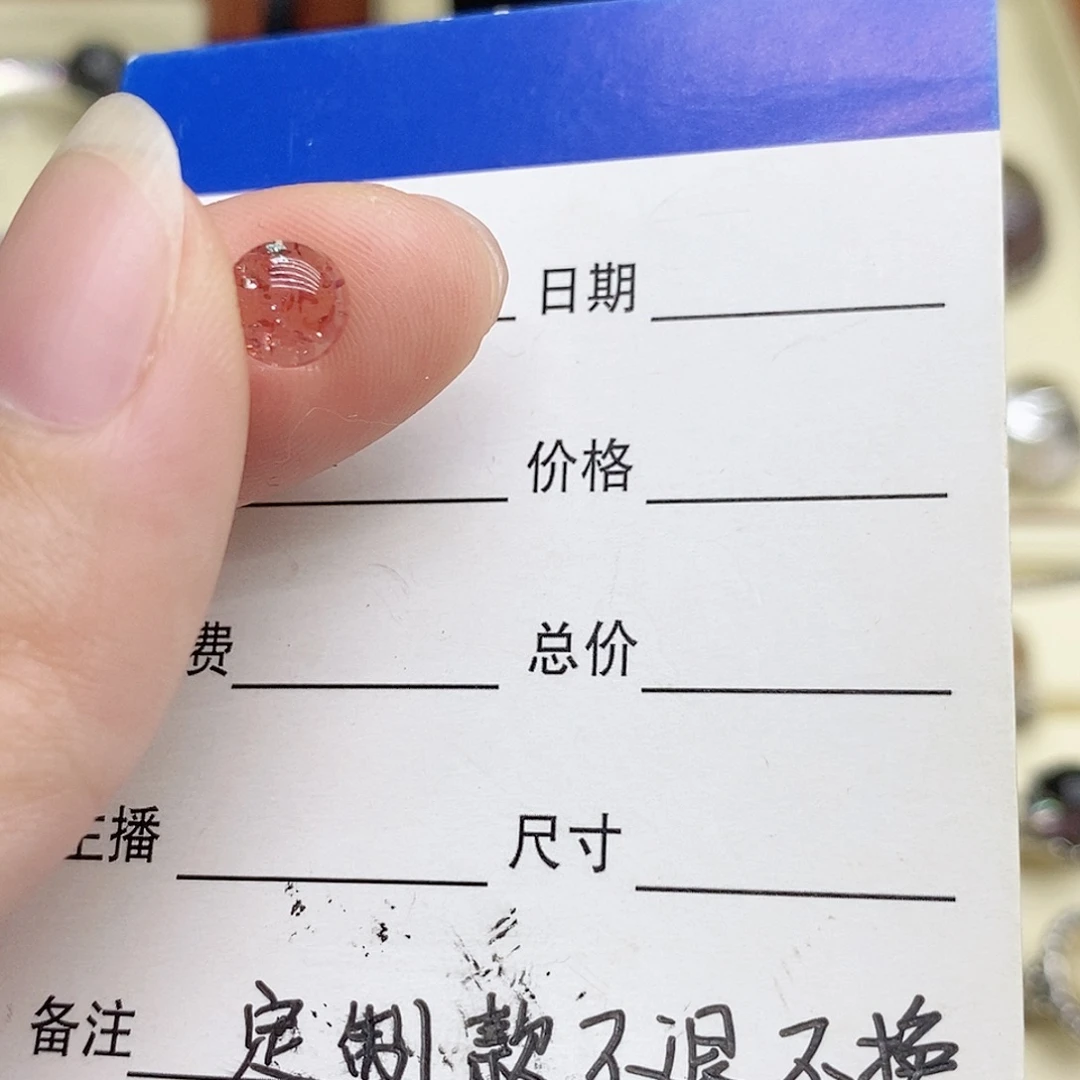 日期
价格
费 总价
主播 尺寸
备注 定制款不退不换